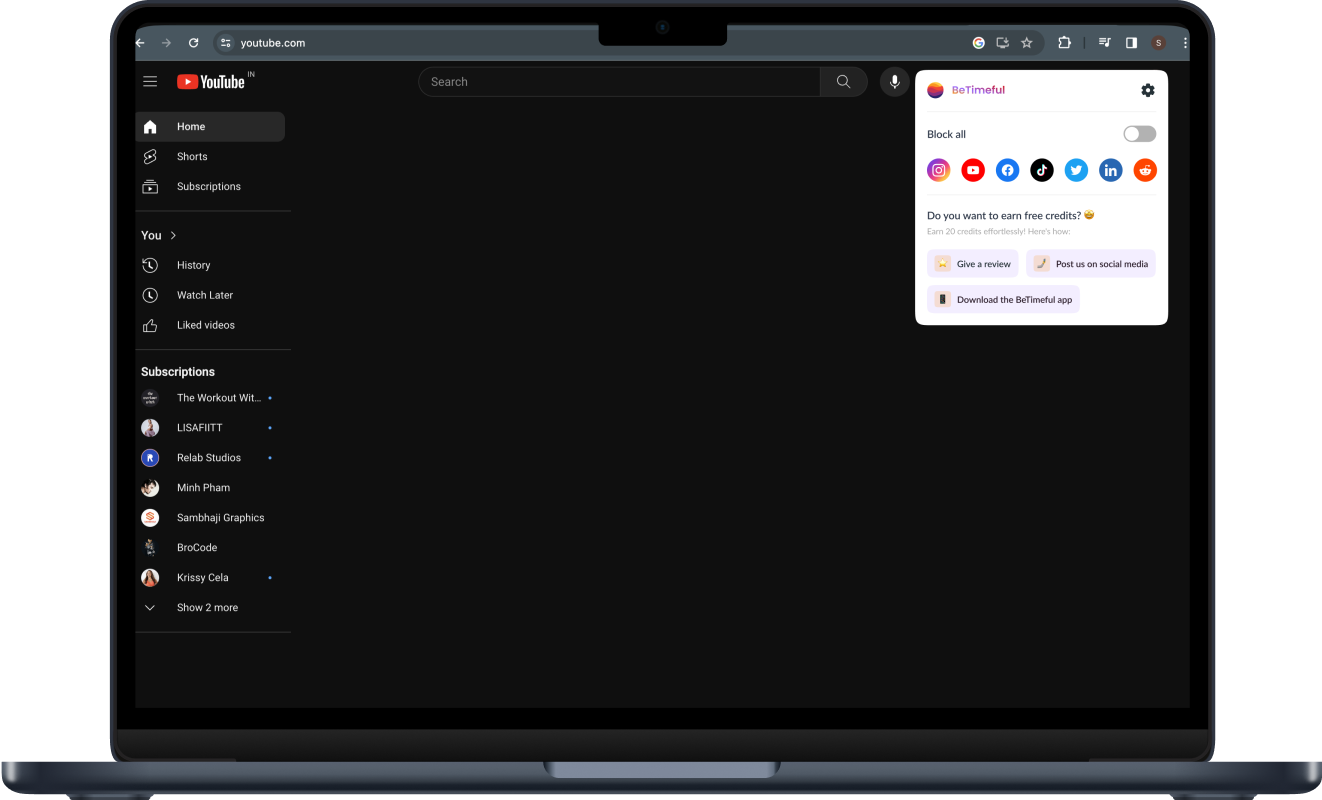 youtube.com
S
YouTube IN
Search
Home
Shorts
Subscriptions
You
History
Watch Later
Liked videos
Subscriptions
The Workout Wit...
LISAFIITT
R
Relab Studios
Minh Pham
Sambhaji Graphics
BroCode
Krissy Cela
Show 2 more
BeTimeful
Block all
in
Do you want to earn free credits? 🤩
Earn 20 credits effortlessly! Here's how:
Give a review
Post us on social media
Download the BeTimeful app